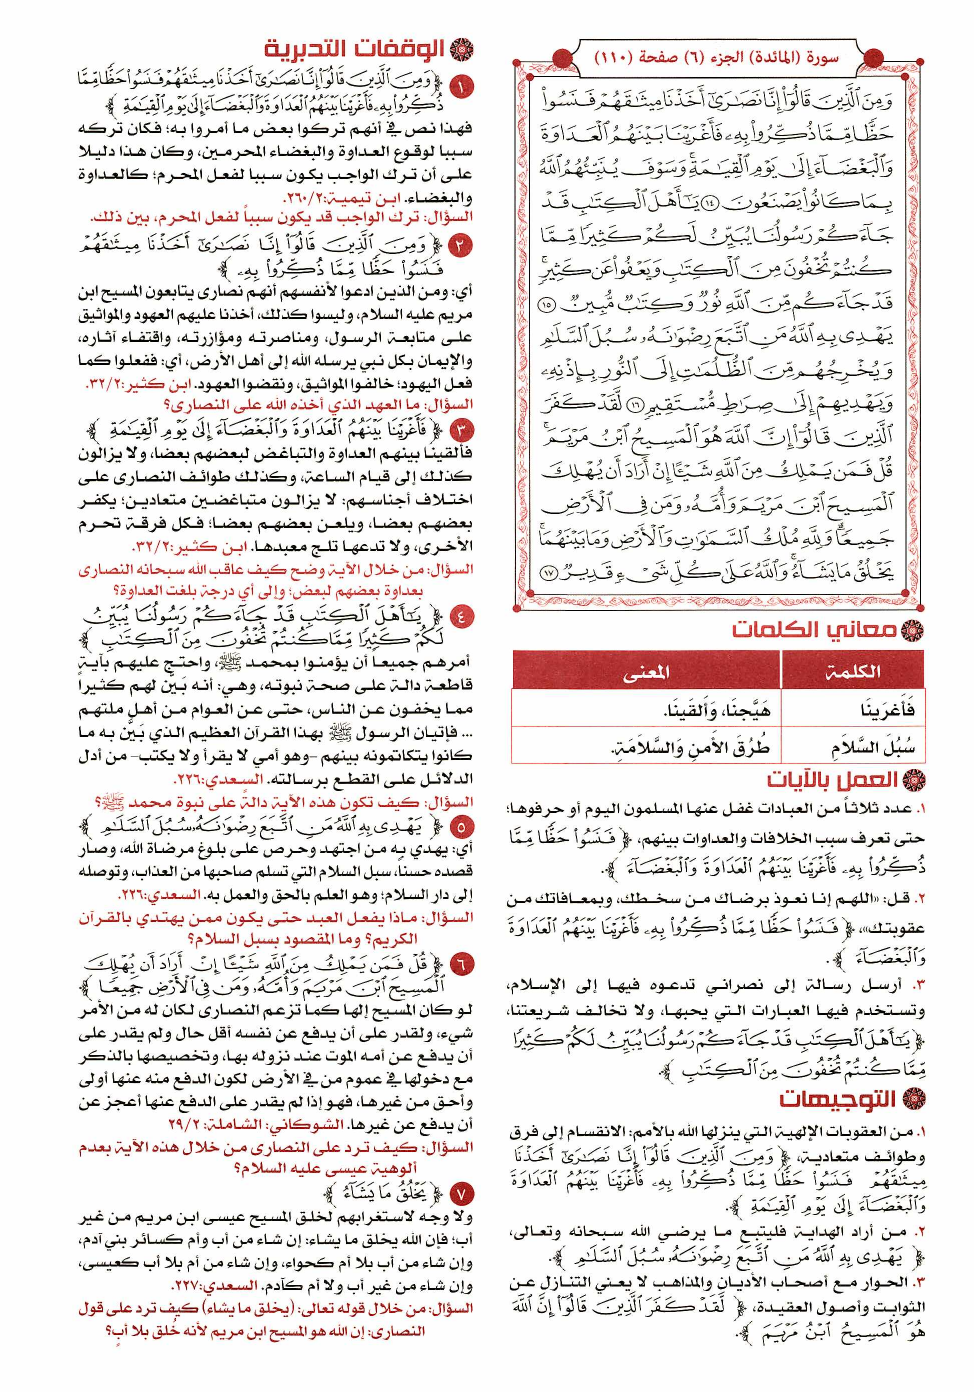 سورة (المائدة) الجزء (٦) صفحة (١١٠)
وَمِنَ ٱلَّذِينَ قَالُوٓا۟ إِنَّا نَصَٰرَىٰٓ أَخَذْنَا مِيثَٰقَهُمْ فَنَسُوا۟
حَظًّا مِّمَّا ذُكِّرُوا۟ بِهِۦ فَأَغْرَيْنَا بَيْنَهُمُ ٱلْعَدَاوَةَ
وَٱلْبَغْضَآءَ إِلَىٰ يَوْمِ ٱلْقِيَٰمَةِ ۚ وَسَوْفَ يُنَبِّئُهُمُ ٱللَّهُ
بِمَا كَانُوا۟ يَصْنَعُونَ ١٤ يَٰٓأَهْلَ ٱلْكِتَٰبِ قَدْ
جَآءَكُمْ رَسُولُنَا يُبَيِّنُ لَكُمْ كَثِيرًا مِّمَّا
كُنتُمْ تُخْفُونَ مِنَ ٱلْكِتَٰبِ وَيَعْفُوا۟ عَن كَثِيرٍ ۚ
قَدْ جَآءَكُم مِّنَ ٱللَّهِ نُورٌ وَكِتَٰبٌ مُّبِينٌ ١٥
يَهْدِى بِهِ ٱللَّهُ مَنِ ٱتَّبَعَ رِضْوَٰنَهُۥ سُبُلَ ٱلسَّلَٰمِ
وَيُخْرِجُهُم مِّنَ ٱلظُّلُمَٰتِ إِلَى ٱلنُّورِ بِإِذْنِهِۦ
وَيَهْدِيهِمْ إِلَىٰ صِرَٰطٍ مُّسْتَقِيمٍ ١٦ لَّقَدْ كَفَرَ
ٱلَّذِينَ قَالُوٓا۟ إِنَّ ٱللَّهَ هُوَ ٱلْمَسِيحُ ٱبْنُ مَرْيَمَ ۚ
قُلْ فَمَن يَمْلِكُ مِنَ ٱللَّهِ شَيْـًٔا إِنْ أَرَادَ أَن يُهْلِكَ
ٱلْمَسِيحَ ٱبْنَ مَرْيَمَ وَأُمَّهُۥ وَمَن فِى ٱلْأَرْضِ
جَمِيعًا ۗ وَلِلَّهِ مُلْكُ ٱلسَّمَٰوَٰتِ وَٱلْأَرْضِ وَمَا بَيْنَهُمَا ۚ
يَخْلُقُ مَا يَشَآءُ ۚ وَٱللَّهُ عَلَىٰ كُلِّ شَىْءٍ قَدِيرٌ ١٧
معاني الكلمات
الكلمة المعنى
فَأَغرَينَا هَيَّجنَا، وَأَلقَينَا.
سُبُلَ السَّلَامِ طُرُقَ الأَمنِ وَالسَّلَامَةِ.
العمل بالآيات
١. عدد ثلاثاً من العبادات غفل عنها المسلمون اليوم أو حرفوها؛
حتى تعرف سبب الخلافات والعداوات بينهم، ﴿ فَنَسُوا۟ حَظًّا مِّمَّا
ذُكِّرُوا۟ بِهِۦ فَأَغْرَيْنَا بَيْنَهُمُ ٱلْعَدَاوَةَ وَٱلْبَغْضَآءَ ﴾.
٢. قل: «اللهم إنا نعوذ برضاك من سخطك، وبمعافاتك من
عقوبتك»، ﴿ فَنَسُوا۟ حَظًّا مِّمَّا ذُكِّرُوا۟ بِهِۦ فَأَغْرَيْنَا بَيْنَهُمُ ٱلْعَدَاوَةَ
وَٱلْبَغْضَآءَ ﴾.
٣. أرسل رسالة إلى نصراني تدعوه فيها إلى الإسلام،
وتستخدم فيها العبارات التي يحبها، ولا تخالف شريعتنا،
﴿ يَٰٓأَهْلَ ٱلْكِتَٰبِ قَدْ جَآءَكُمْ رَسُولُنَا يُبَيِّنُ لَكُمْ كَثِيرًا
مِّمَّا كُنتُمْ تُخْفُونَ مِنَ ٱلْكِتَٰبِ ﴾.
التوجيهات
١. من العقوبات الإلهية التي ينزلها الله بالأمم: الانقسام إلى فرق
وطوائف متعادية، ﴿ وَمِنَ ٱلَّذِينَ قَالُوٓا۟ إِنَّا نَصَٰرَىٰٓ أَخَذْنَا
مِيثَٰقَهُمْ فَنَسُوا۟ حَظًّا مِّمَّا ذُكِّرُوا۟ بِهِۦ فَأَغْرَيْنَا بَيْنَهُمُ ٱلْعَدَاوَةَ
وَٱلْبَغْضَآءَ إِلَىٰ يَوْمِ ٱلْقِيَٰمَةِ ﴾.
٢. من أراد الهداية فليتبع ما يرضي الله سبحانه وتعالى،
﴿ يَهْدِى بِهِ ٱللَّهُ مَنِ ٱتَّبَعَ رِضْوَٰنَهُۥ سُبُلَ ٱلسَّلَٰمِ ﴾.
٣. الحوار مع أصحاب الأديان والمذاهب لا يعني التنازل عن
الثوابت وأصول العقيدة، ﴿ لَّقَدْ كَفَرَ ٱلَّذِينَ قَالُوٓا۟ إِنَّ ٱللَّهَ
هُوَ ٱلْمَسِيحُ ٱبْنُ مَرْيَمَ ﴾.
الوقفات التدبرية
١ ﴿ وَمِنَ ٱلَّذِينَ قَالُوٓا۟ إِنَّا نَصَٰرَىٰٓ أَخَذْنَا مِيثَٰقَهُمْ فَنَسُوا۟ حَظًّا مِّمَّا
ذُكِّرُوا۟ بِهِۦ فَأَغْرَيْنَا بَيْنَهُمُ ٱلْعَدَاوَةَ وَٱلْبَغْضَآءَ إِلَىٰ يَوْمِ ٱلْقِيَٰمَةِ ﴾
فهذا نص في أنهم تركوا بعض ما أمروا به؛ فكان تركه
سببا لوقوع العداوة والبغضاء المحرمين، وكان هذا دليلا
على أن ترك الواجب يكون سببا لفعل المحرم؛ كالعداوة
والبغضاء. ابن تيمية:٢٦٠/٢.
السؤال: ترك الواجب قد يكون سبباً لفعل المحرم، بين ذلك.
٢ ﴿ وَمِنَ ٱلَّذِينَ قَالُوٓا۟ إِنَّا نَصَٰرَىٰٓ أَخَذْنَا مِيثَٰقَهُمْ
فَنَسُوا۟ حَظًّا مِّمَّا ذُكِّرُوا۟ بِهِۦ ﴾
أي: ومن الذين ادعوا لأنفسهم أنهم نصارى يتابعون المسيح ابن
مريم عليه السلام، وليسوا كذلك، أخذنا عليهم العهود والمواثيق
على متابعة الرسول، ومناصرته ومؤازرته، واقتفاء آثاره،
والإيمان بكل نبي يرسله الله إلى أهل الأرض، أي: ففعلوا كما
فعل اليهود؛ خالفوا المواثيق، ونقضوا العهود. ابن كثير:٣٢/٢.
السؤال: ما العهد الذي أخذه الله على النصارى؟
٣ ﴿ فَأَغْرَيْنَا بَيْنَهُمُ ٱلْعَدَاوَةَ وَٱلْبَغْضَآءَ إِلَىٰ يَوْمِ ٱلْقِيَٰمَةِ ﴾
فألقينا بينهم العداوة والتباغض لبعضهم بعضا، ولا يزالون
كذلك إلى قيام الساعة، وكذلك طوائف النصارى على
اختلاف أجناسهم؛ لا يزالون متباغضين متعادين؛ يكفر
بعضهم بعضا، ويلعن بعضهم بعضا؛ فكل فرقة تحرم
الأخرى، ولا تدعها تلج معبدها. ابن كثير:٣٢/٢.
السؤال: من خلال الآية وضح كيف عاقب الله سبحانه النصارى
بعداوة بعضهم لبعض؛ وإلى أي درجة بلغت العداوة؟
٤ ﴿ يَٰٓأَهْلَ ٱلْكِتَٰبِ قَدْ جَآءَكُمْ رَسُولُنَا يُبَيِّنُ
لَكُمْ كَثِيرًا مِّمَّا كُنتُمْ تُخْفُونَ مِنَ ٱلْكِتَٰبِ ﴾
أمرهم جميعا أن يؤمنوا بمحمد ﷺ، واحتج عليهم بآية
قاطعة دالة على صحة نبوته، وهي: أنه بَيَّن لهم كثيراً
مما يخفون عن الناس، حتى عن العوام من أهل ملتهم
... فإتيان الرسول ﷺ بهذا القرآن العظيم الذي بَيَّن به ما
كانوا يتكاتمونه بينهم -وهو أمي لا يقرأ ولا يكتب- من أدل
الدلائل على القطع برسالته. السعدي:٢٢٦.
السؤال: كيف تكون هذه الآية دالةً على نبوة محمد ﷺ؟
٥ ﴿ يَهْدِى بِهِ ٱللَّهُ مَنِ ٱتَّبَعَ رِضْوَٰنَهُۥ سُبُلَ ٱلسَّلَٰمِ ﴾
أي: يهدي به من اجتهد وحرص على بلوغ مرضاة الله، وصار
قصده حسناً، سبل السلام التي تسلم صاحبها من العذاب، وتوصله
إلى دار السلام؛ وهو العلم بالحق والعمل به. السعدي:٢٢٦.
السؤال: ماذا يفعل العبد حتى يكون ممن يهتدي بالقرآن
الكريم؟ وما المقصود بسبل السلام؟
٦ ﴿ قُلْ فَمَن يَمْلِكُ مِنَ ٱللَّهِ شَيْـًٔا إِنْ أَرَادَ أَن يُهْلِكَ
ٱلْمَسِيحَ ٱبْنَ مَرْيَمَ وَأُمَّهُۥ وَمَن فِى ٱلْأَرْضِ جَمِيعًا ﴾
لو كان المسيح إلها كما تزعم النصارى لكان له من الأمر
شيء، ولقدر على أن يدفع عن نفسه أقل حال ولم يقدر على
أن يدفع عن أمه الموت عند نزوله بها، وتخصيصها بالذكر
مع دخولها في عموم من في الأرض لكون الدفع منه عنها أولى
وأحق من غيرها، فهو إذا لم يقدر على الدفع عنها أعجز عن
أن يدفع عن غيرها. الشوكاني: الشاملة: ٢٩/٢
السؤال: كيف ترد على النصارى من خلال هذه الآية بعدم
ألوهية عيسى عليه السلام؟
٧ ﴿ يَخْلُقُ مَا يَشَآءُ ﴾
ولا وجه لاستغرابهم لخلق المسيح عيسى ابن مريم من غير
أب؛ فإن الله يخلق ما يشاء: إن شاء من أب وأم كسائر بني آدم،
وإن شاء من أب بلا أم كحواء، وإن شاء من أم بلا أب كعيسى،
وإن شاء من غير أب ولا أم كآدم. السعدي:٢٢٧.
السؤال: من خلال قوله تعالى: (يخلق ما يشاء) كيف ترد على قول
النصارى: إن الله هو المسيح ابن مريم لأنه خُلق بلا أبٍ؟